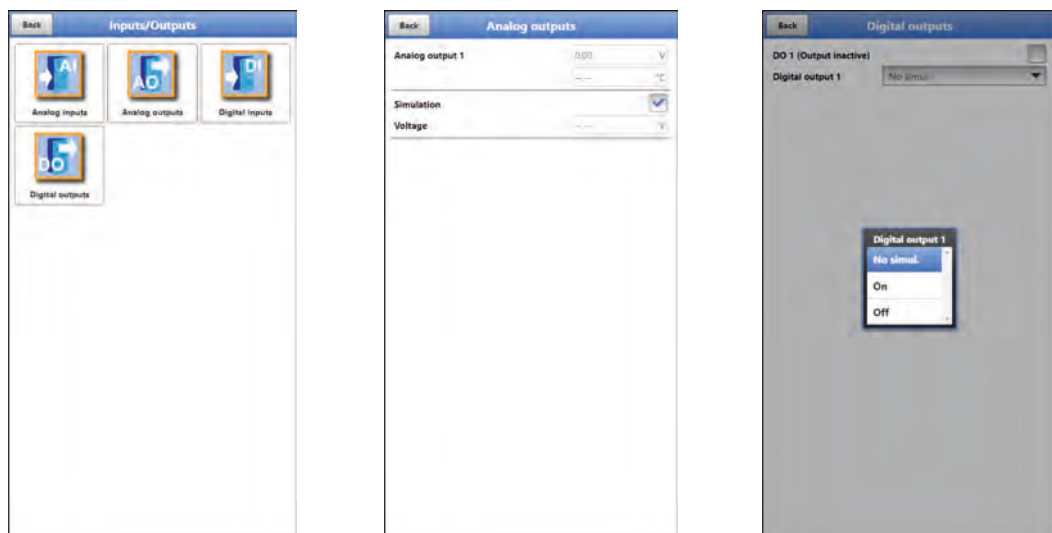 Back
Inputs/Outputs
AI
AO
DI
Analog inputs
Analog outputs
Digital inputs
DO
Digital outputs
Back
Analog outputs
Analog output 1
0.00 V
--.-- °C
Simulation
Voltage
--.-- V
Back
Digital outputs
DO 1 (Output inactive)
Digital output 1
No simul.
Digital output 1
No simul.
On
Off